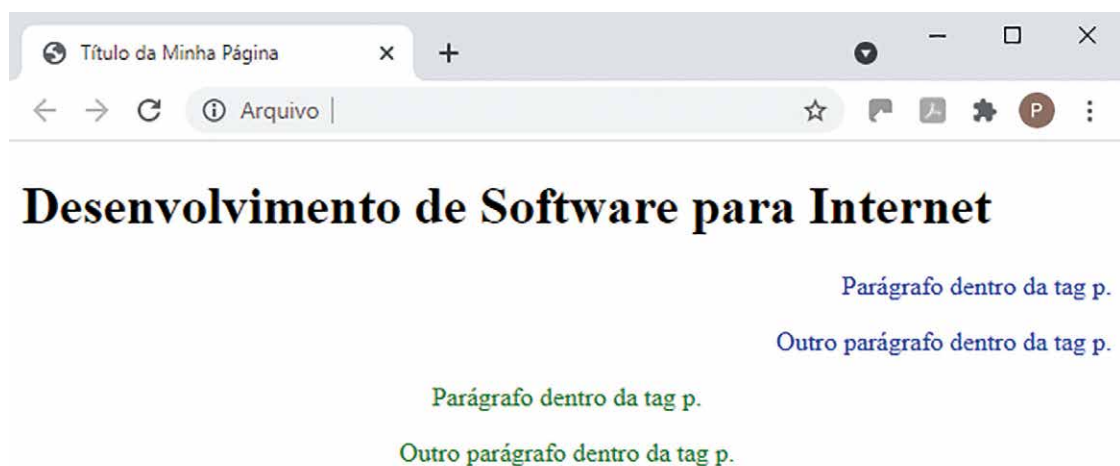 Título da Minha Página
Arquivo
P
Desenvolvimento de Software para Internet
Parágrafo dentro da tag p.
Outro parágrafo dentro da tag p.
Parágrafo dentro da tag p.
Outro parágrafo dentro da tag p.